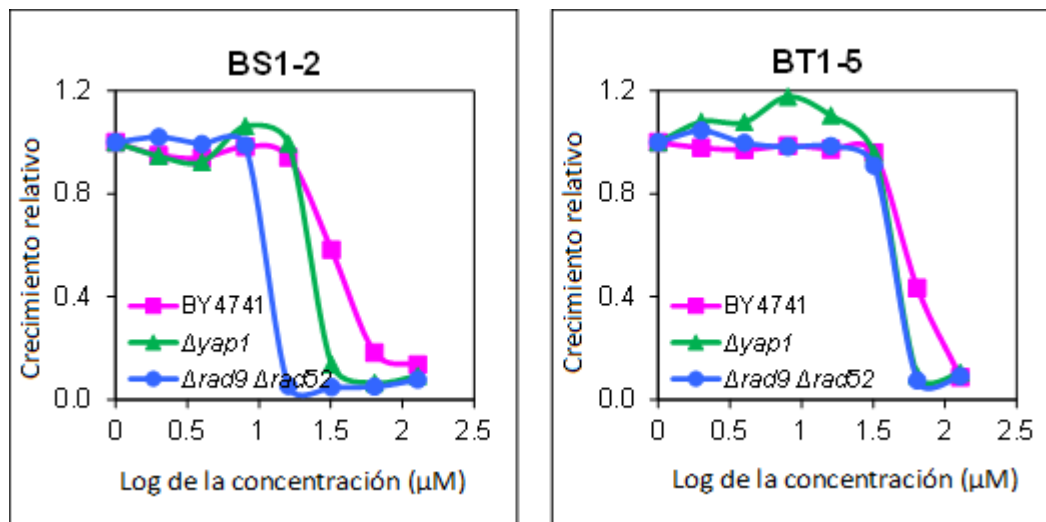 BS1-2
Crecimiento relativo
1.2
0.8
0.4
0.0
BY4741
Δyap1
Δrad9 Δrad52
0 0.5 1 1.5 2 2.5
Log de la concentración (µM)
BT1-5
Crecimiento relativo
1.2
0.8
0.4
0.0
BY4741
Δyap1
Δrad9 Δrad52
0 0.5 1 1.5 2 2.5
Log de la concentración (µM)